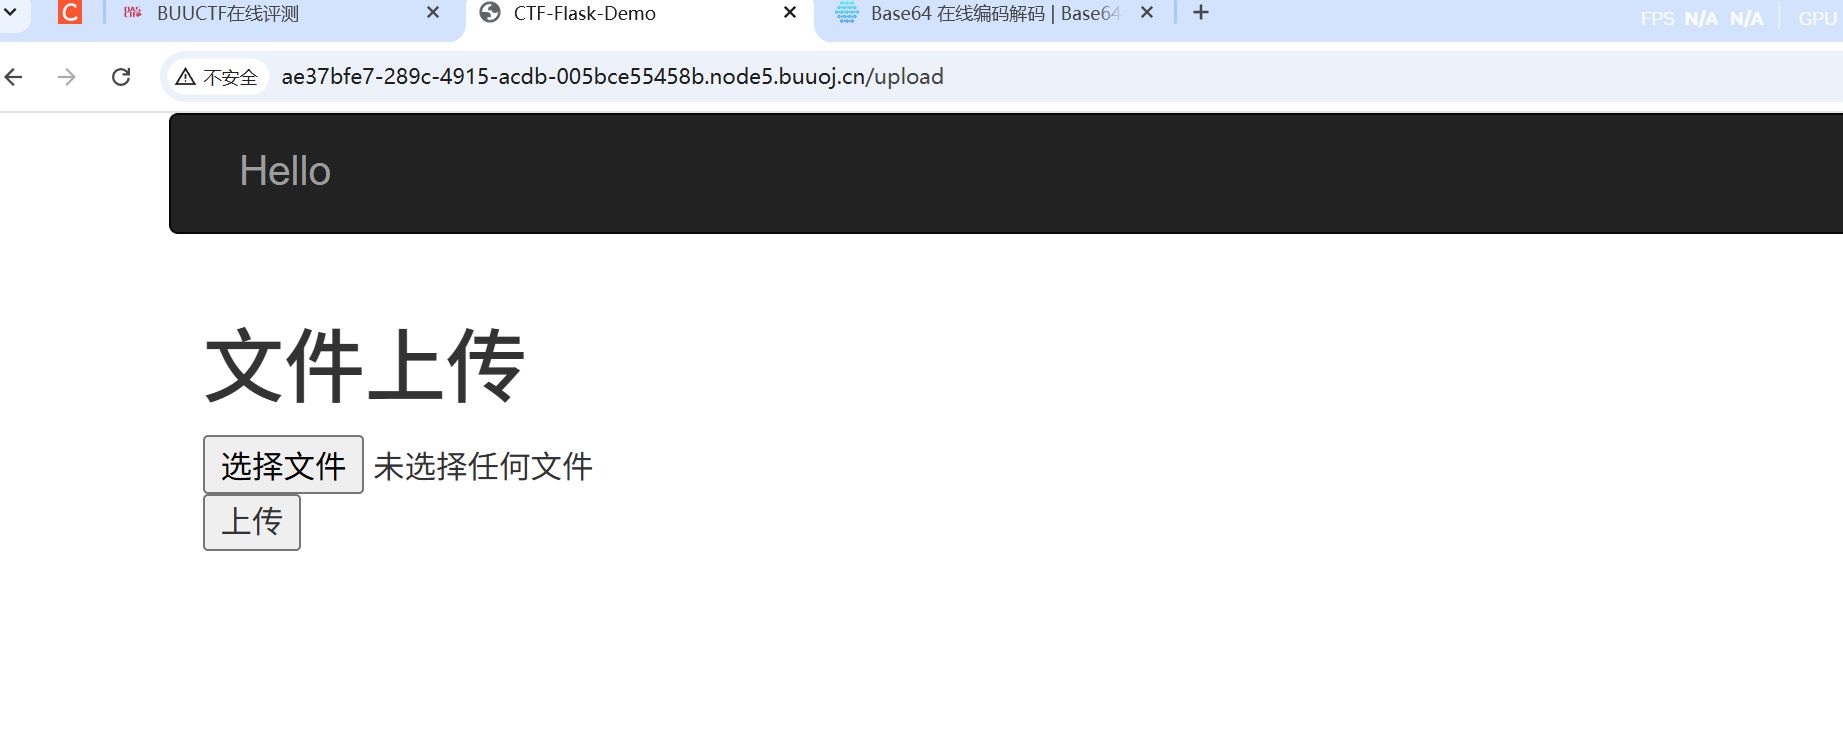 BUUCTF在线评测
CTF-Flask-Demo
Base64 在线编码解码 | Base64
FPS N/A N/A GPU
不安全 ae37bfe7-289c-4915-acdb-005bce55458b.node5.buuoj.cn/upload
Hello
文件上传
选择文件 未选择任何文件
上传